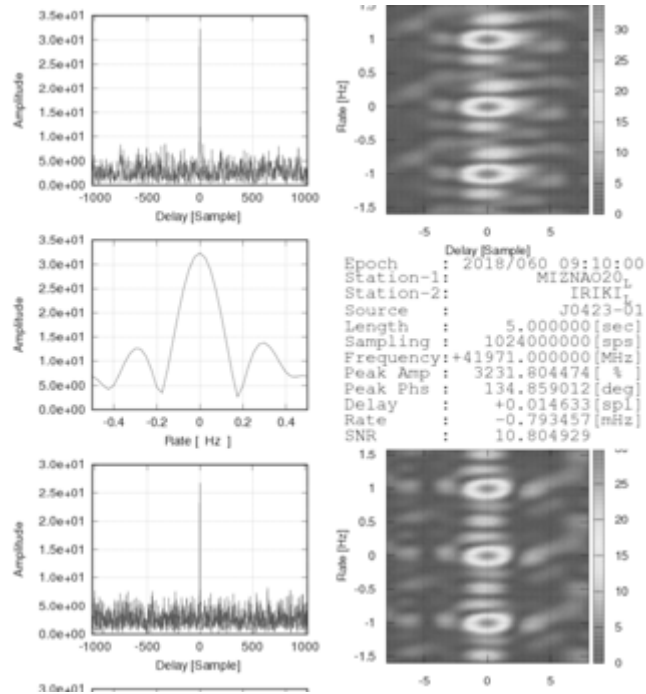 3.5e+01
3.0e+01
2.5e+01
2.0e+01
1.5e+01
1.0e+01
5.0e+00
0.0e+00
Amplitude
-1000 -500 0 500 1000
Delay [Sample]
1.5
1
0.5
0
-0.5
-1
-1.5
Rate [Hz]
-5 0 5
Delay [Sample]
30
25
20
15
10
5
0
3.5e+01
3.0e+01
2.5e+01
2.0e+01
1.5e+01
1.0e+01
5.0e+00
0.0e+00
Amplitude
-0.4 -0.2 0 0.2 0.4
Rate [ Hz ]
Epoch : 2018/060 09:10:00
Station-1: MIZNAO20 L
Station-2: IRIKI L
Source : J0423-01
Length : 5.000000[sec]
Sampling : 1024000000[sps]
Frequency:+41971.000000[MHz]
Peak Amp : 3231.804474[ % ]
Peak Phs : 134.859012[deg]
Delay : +0.014633[spl]
Rate : -0.793457[mHz]
SNR : 10.804929
3.0e+01
2.5e+01
2.0e+01
1.5e+01
1.0e+01
5.0e+00
0.0e+00
Amplitude
-1000 -500 0 500 1000
Delay [Sample]
1.5
1
0.5
0
-0.5
-1
-1.5
Rate [Hz]
-5 0 5
25
20
15
10
5
0
3.0e+01